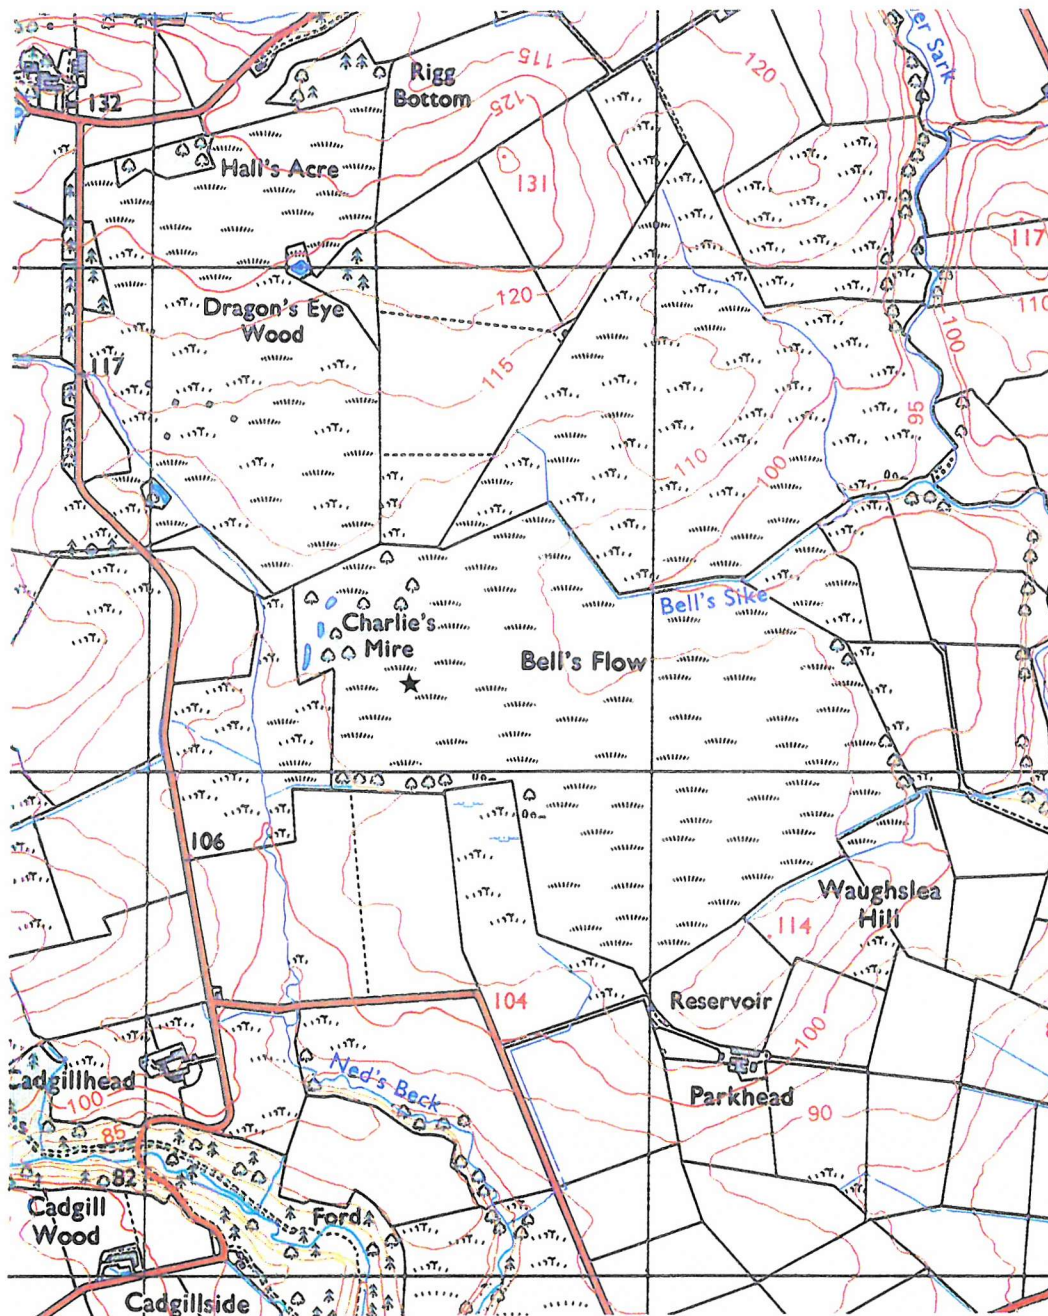 er Sark
115
120
Rigg
Bottom
132
125
Hall's Acre
131
117
120
110
Dragon's Eye
Wood
100
117
115
95
110
100
Bell's Sike
Charlie's
Mire
Bell's Flow
106
Waughslea
Hill
114
104
Reservoir
100
Cadgillhead
Ned's Beck
100
Parkhead
90
85
82
Cadgill
Wood
Ford
Cadgillside